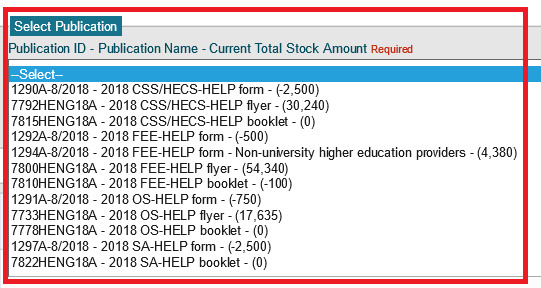 Select Publication
Publication ID - Publication Name - Current Total Stock Amount Required
--Select--
1290A-8/2018 - 2018 CSS/HECS-HELP form - (-2,500)
7792HENG18A - 2018 CSS/HECS-HELP flyer - (30,240)
7815HENG18A - 2018 CSS/HECS-HELP booklet - (0)
1292A-8/2018 - 2018 FEE-HELP form - (-500)
1294A-8/2018 - 2018 FEE-HELP form - Non-university higher education providers - (4,380)
7800HENG18A - 2018 FEE-HELP flyer - (54,340)
7810HENG18A - 2018 FEE-HELP booklet - (-100)
1291A-8/2018 - 2018 OS-HELP form - (-750)
7733HENG18A - 2018 OS-HELP flyer - (17,635)
7778HENG18A - 2018 OS-HELP booklet - (0)
1297A-8/2018 - 2018 SA-HELP form - (-2,500)
7822HENG18A - 2018 SA-HELP booklet - (0)